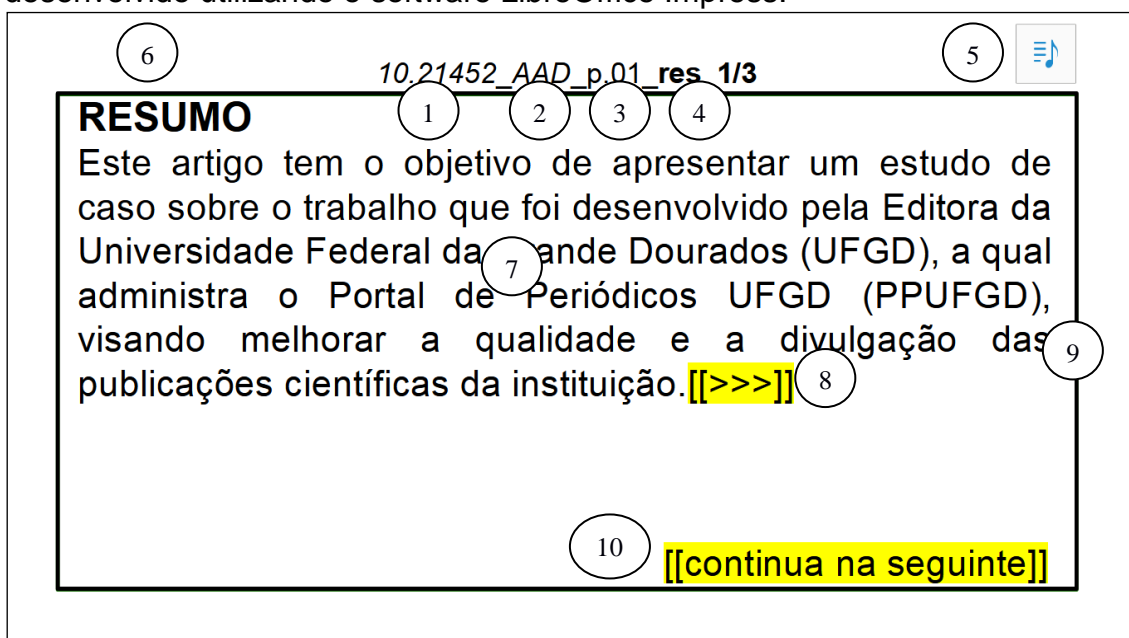 desenvolvido utilizando o software LibreOffice Impress.
6 5
10.21452_AAD_p.01_res_1/3
RESUMO 1 2 3 4
Este artigo tem o objetivo de apresentar um estudo de
caso sobre o trabalho que foi desenvolvido pela Editora da
Universidade Federal da 7 ande Dourados (UFGD), a qual
administra o Portal de Periódicos UFGD (PPUFGD),
visando melhorar a qualidade e a divulgação das 9
publicações científicas da instituição.[[>>>]] 8
10 [[continua na seguinte]]